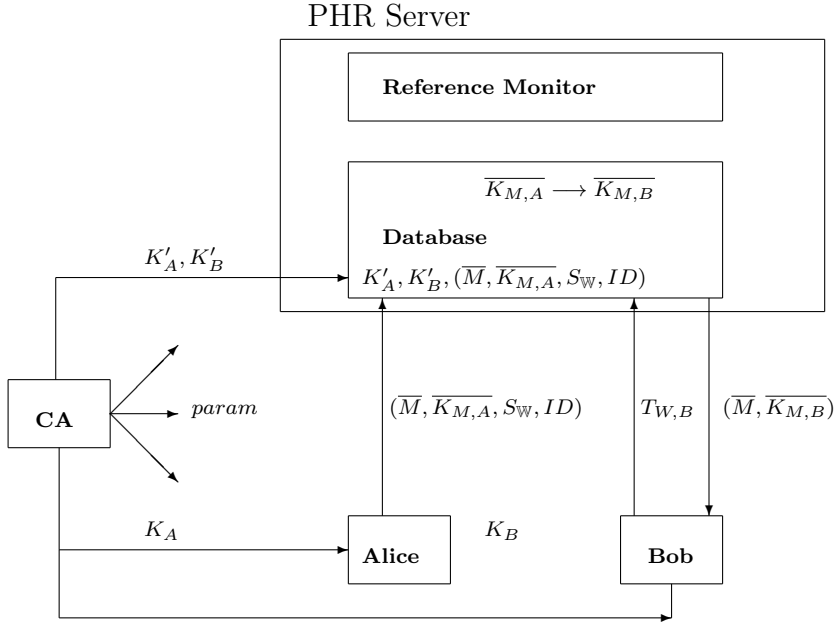 PHR Server
Reference Monitor
$\overline{K_{M,A}} \longrightarrow \overline{K_{M,B}}$
Database
$K'_A, K'_B$
$K'_A, K'_B, (\overline{M}, \overline{K_{M,A}}, S_{\mathbb{W}}, ID)$
CA
param
$(\overline{M}, \overline{K_{M,A}}, S_{\mathbb{W}}, ID)$
$T_{W,B}$
$(\overline{M}, \overline{K_{M,B}})$
$K_A$
$K_B$
Alice
Bob